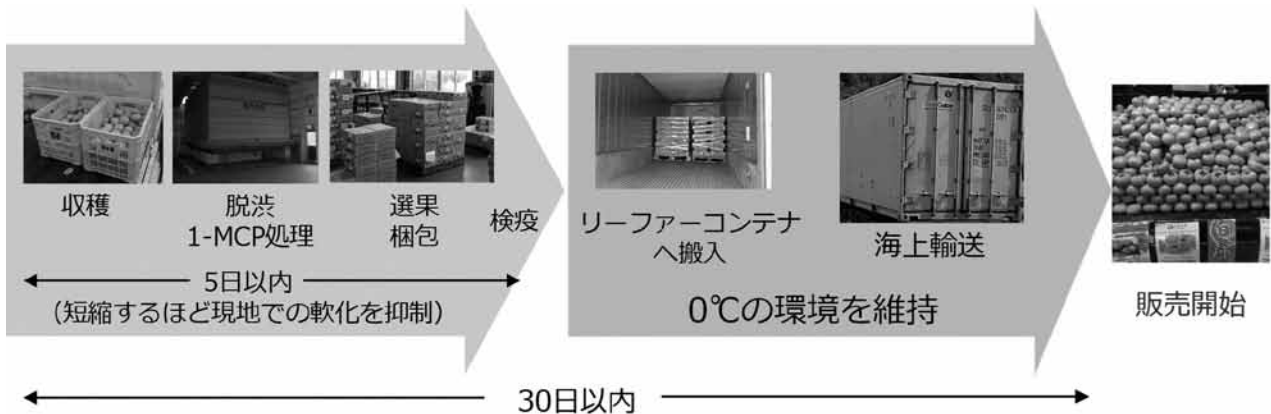 収穫
脱渋
1-MCP処理
選果
梱包
検疫
5日以内
（短縮するほど現地での軟化を抑制）
リーファーコンテナ
へ搬入
海上輸送
0℃の環境を維持
販売開始
30日以内